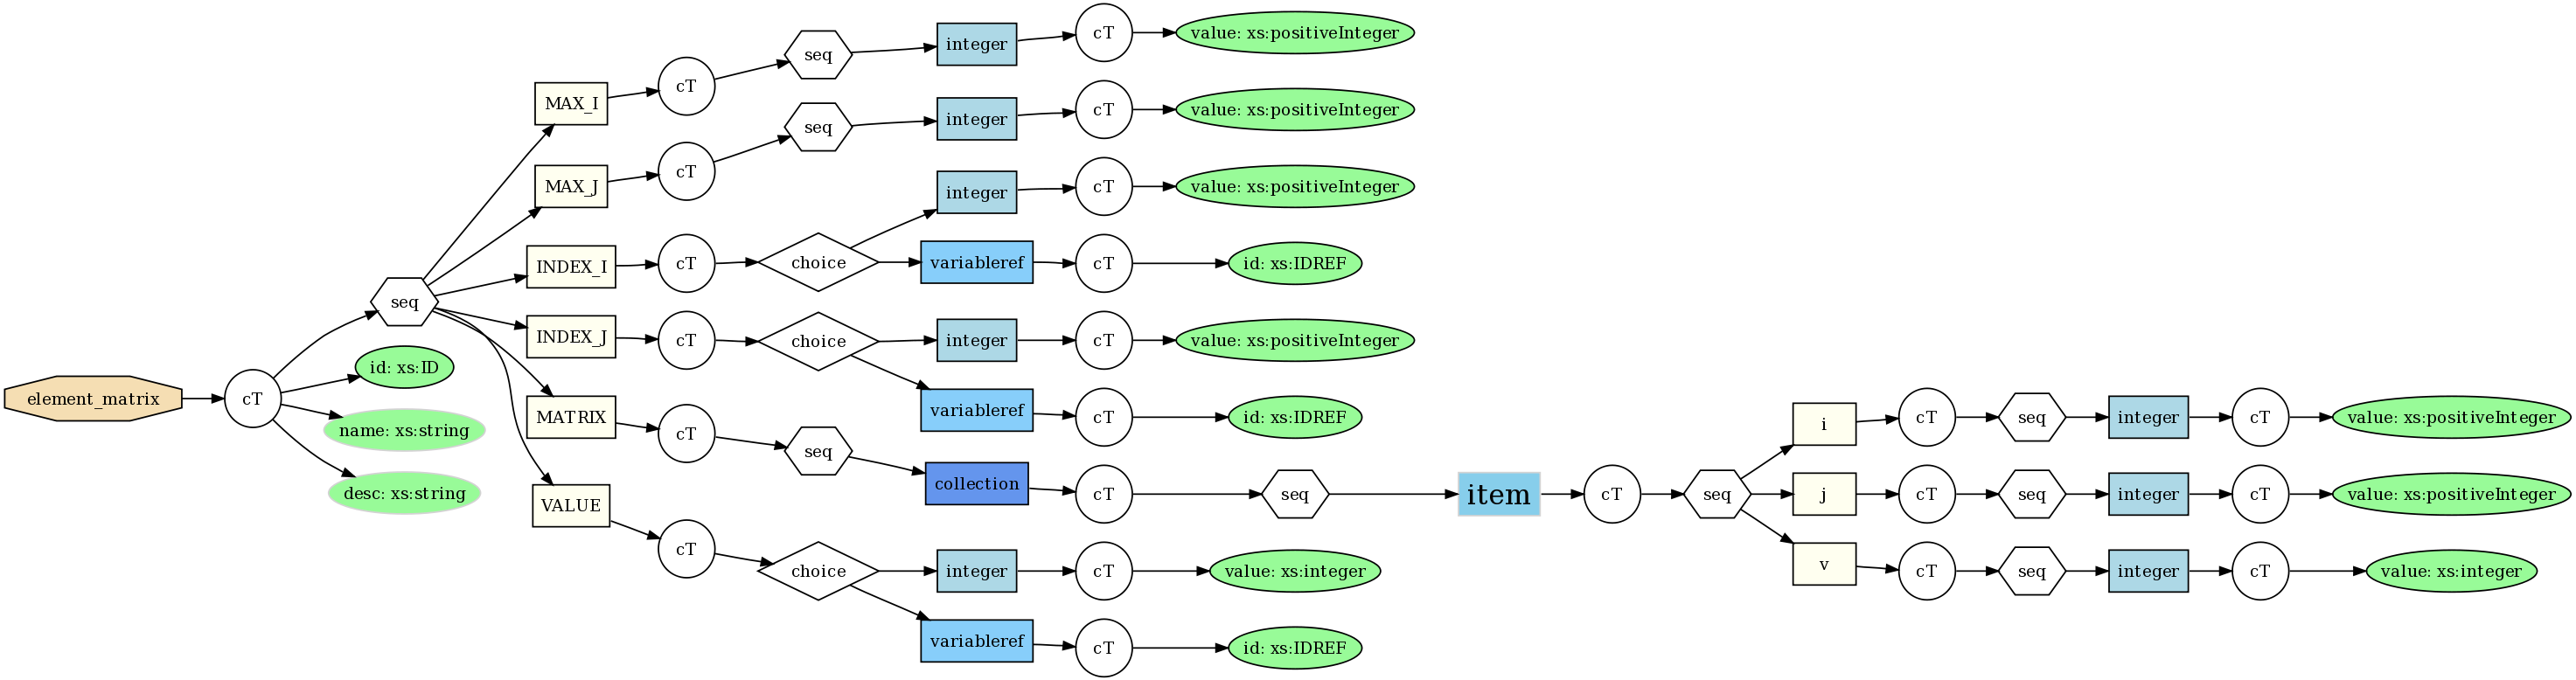 element_matrix
cT
seq
id: xs:ID
name: xs:string
desc: xs:string
MAX_I
cT
seq
integer
cT
value: xs:positiveInteger
MAX_J
cT
seq
integer
cT
value: xs:positiveInteger
INDEX_I
cT
choice
integer
cT
value: xs:positiveInteger
variableref
cT
id: xs:IDREF
INDEX_J
cT
choice
integer
cT
value: xs:positiveInteger
variableref
cT
id: xs:IDREF
MATRIX
cT
seq
collection
cT
seq
item
cT
seq
i
cT
seq
integer
cT
value: xs:positiveInteger
j
cT
seq
integer
cT
value: xs:positiveInteger
v
cT
seq
integer
cT
value: xs:integer
VALUE
cT
choice
integer
cT
value: xs:integer
variableref
cT
id: xs:IDREF